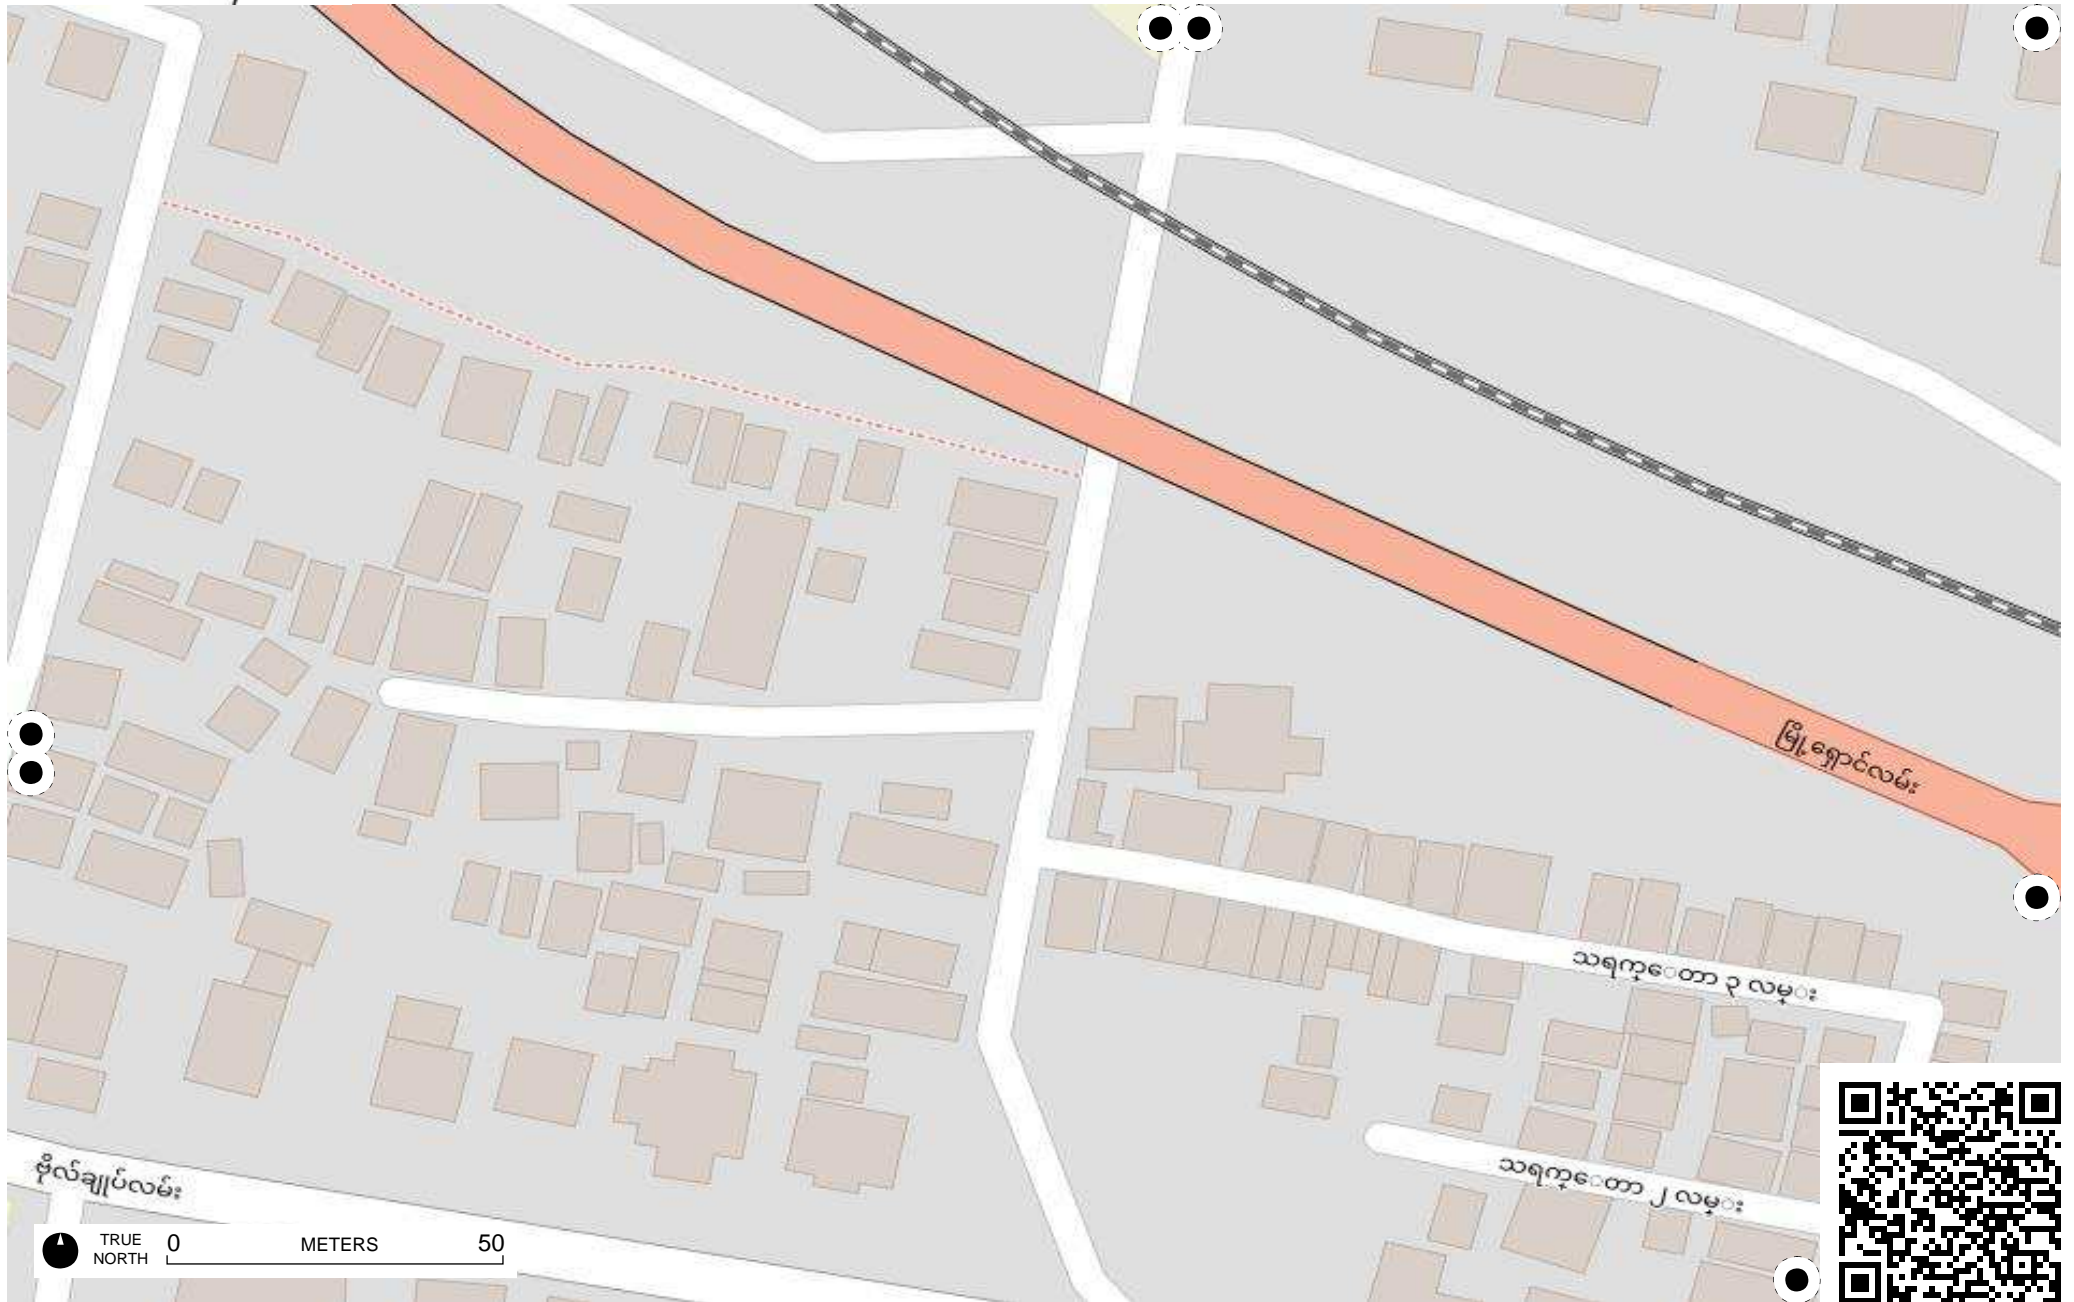 မြို့ရှောင်လမ်း
သရက္ေတာ ၃ လမ္း
သရက္ေတာ ၂ လမ္း
ဗိုလ်ချုပ်လမ်း
TRUE
NORTH
0 METERS 50